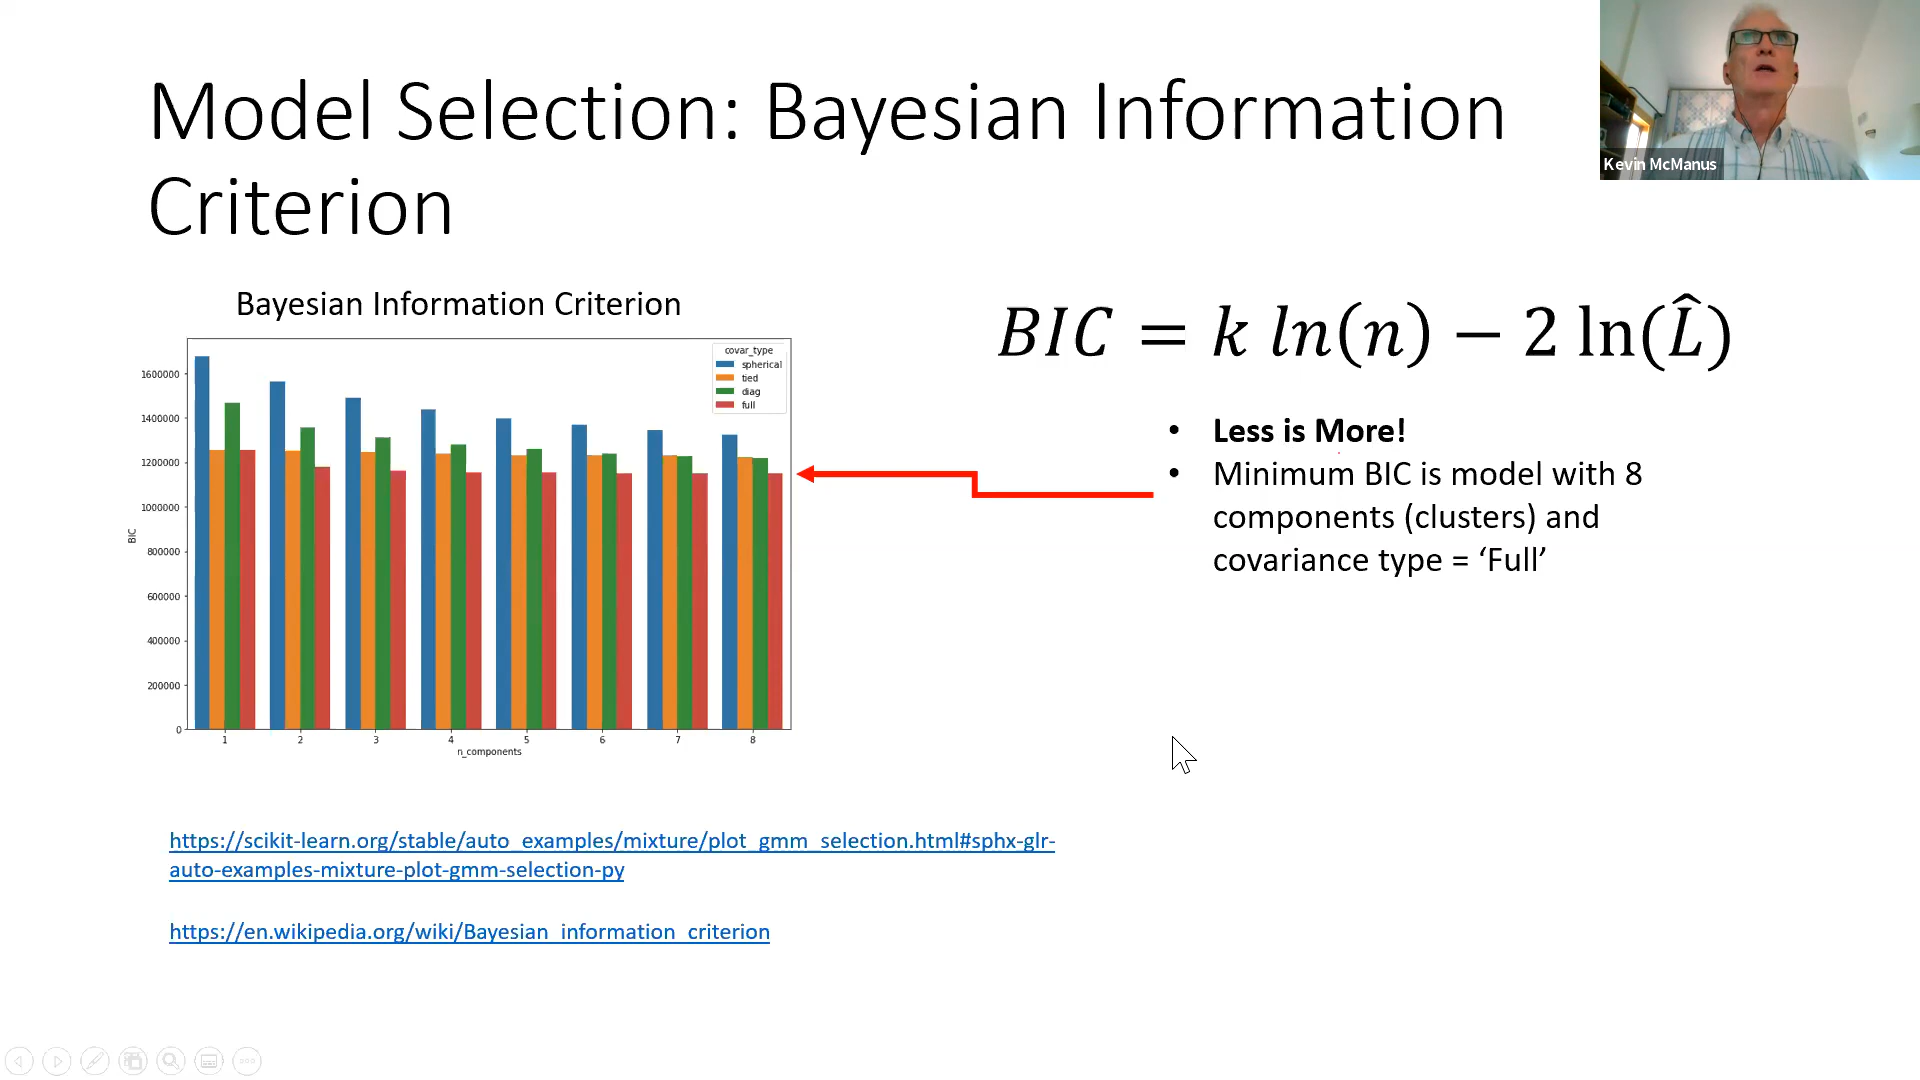 Model Selection: Bayesian Information
Criterion
Kevin McManus
Bayesian Information Criterion
BIC = k ln(n) − 2 ln(L̂)
covar_type
spherical
tied
diag
full
1600000
1400000
1200000
1000000
800000
600000
400000
200000
0
BIC
1 2 3 4 5 6 7 8
n_components
• Less is More!
• Minimum BIC is model with 8
components (clusters) and
covariance type = ‘Full’
https://scikit-learn.org/stable/auto_examples/mixture/plot_gmm_selection.html#sphx-glr-
auto-examples-mixture-plot-gmm-selection-py
https://en.wikipedia.org/wiki/Bayesian_information_criterion